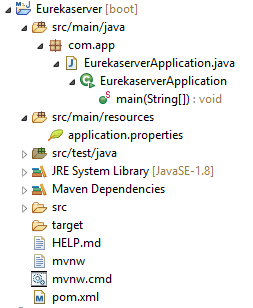 Eurekaserver [boot]
src/main/java
com.app
EurekaserverApplication.java
EurekaserverApplication
main(String[]) : void
src/main/resources
application.properties
src/test/java
JRE System Library [JavaSE-1.8]
Maven Dependencies
src
target
HELP.md
mvnw
mvnw.cmd
pom.xml